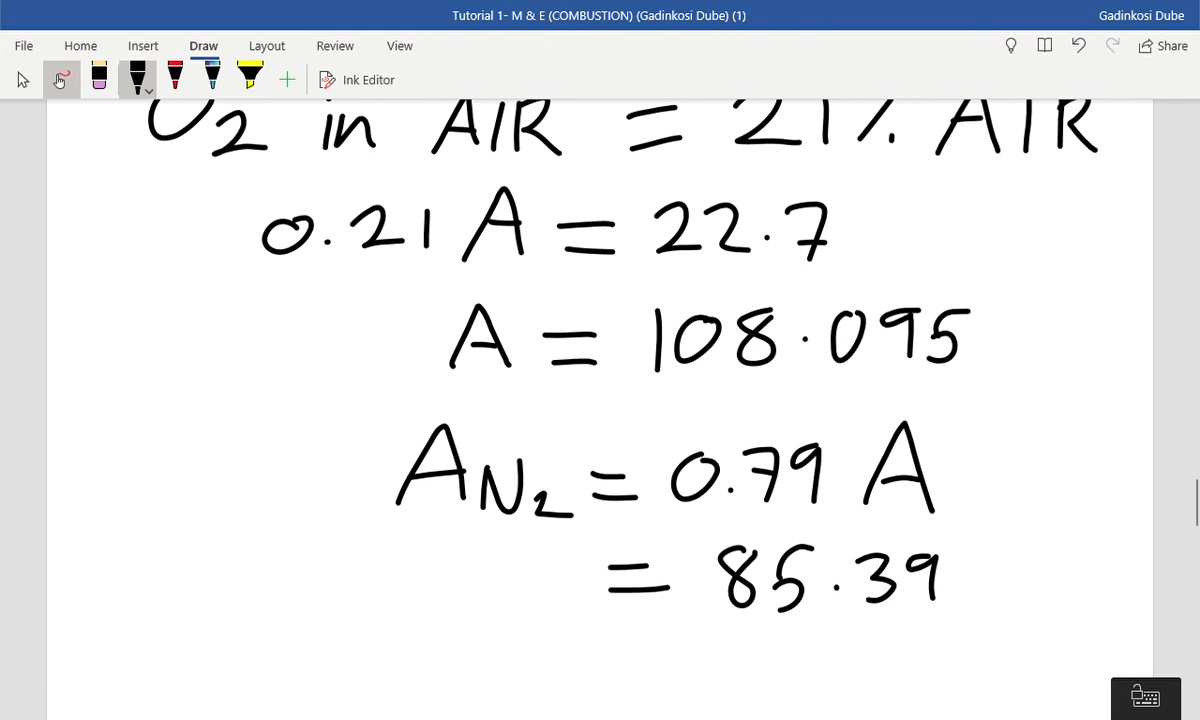 Tutorial 1- M & E (COMBUSTION) (Gadinkosi Dube) (1)
Gadinkosi Dube
File Home Insert Draw Layout Review View
Share
Ink Editor
O2 in AIR = 21% AIR
0.21 A = 22.7
A = 108.095
AN2 = 0.79 A
= 85.39